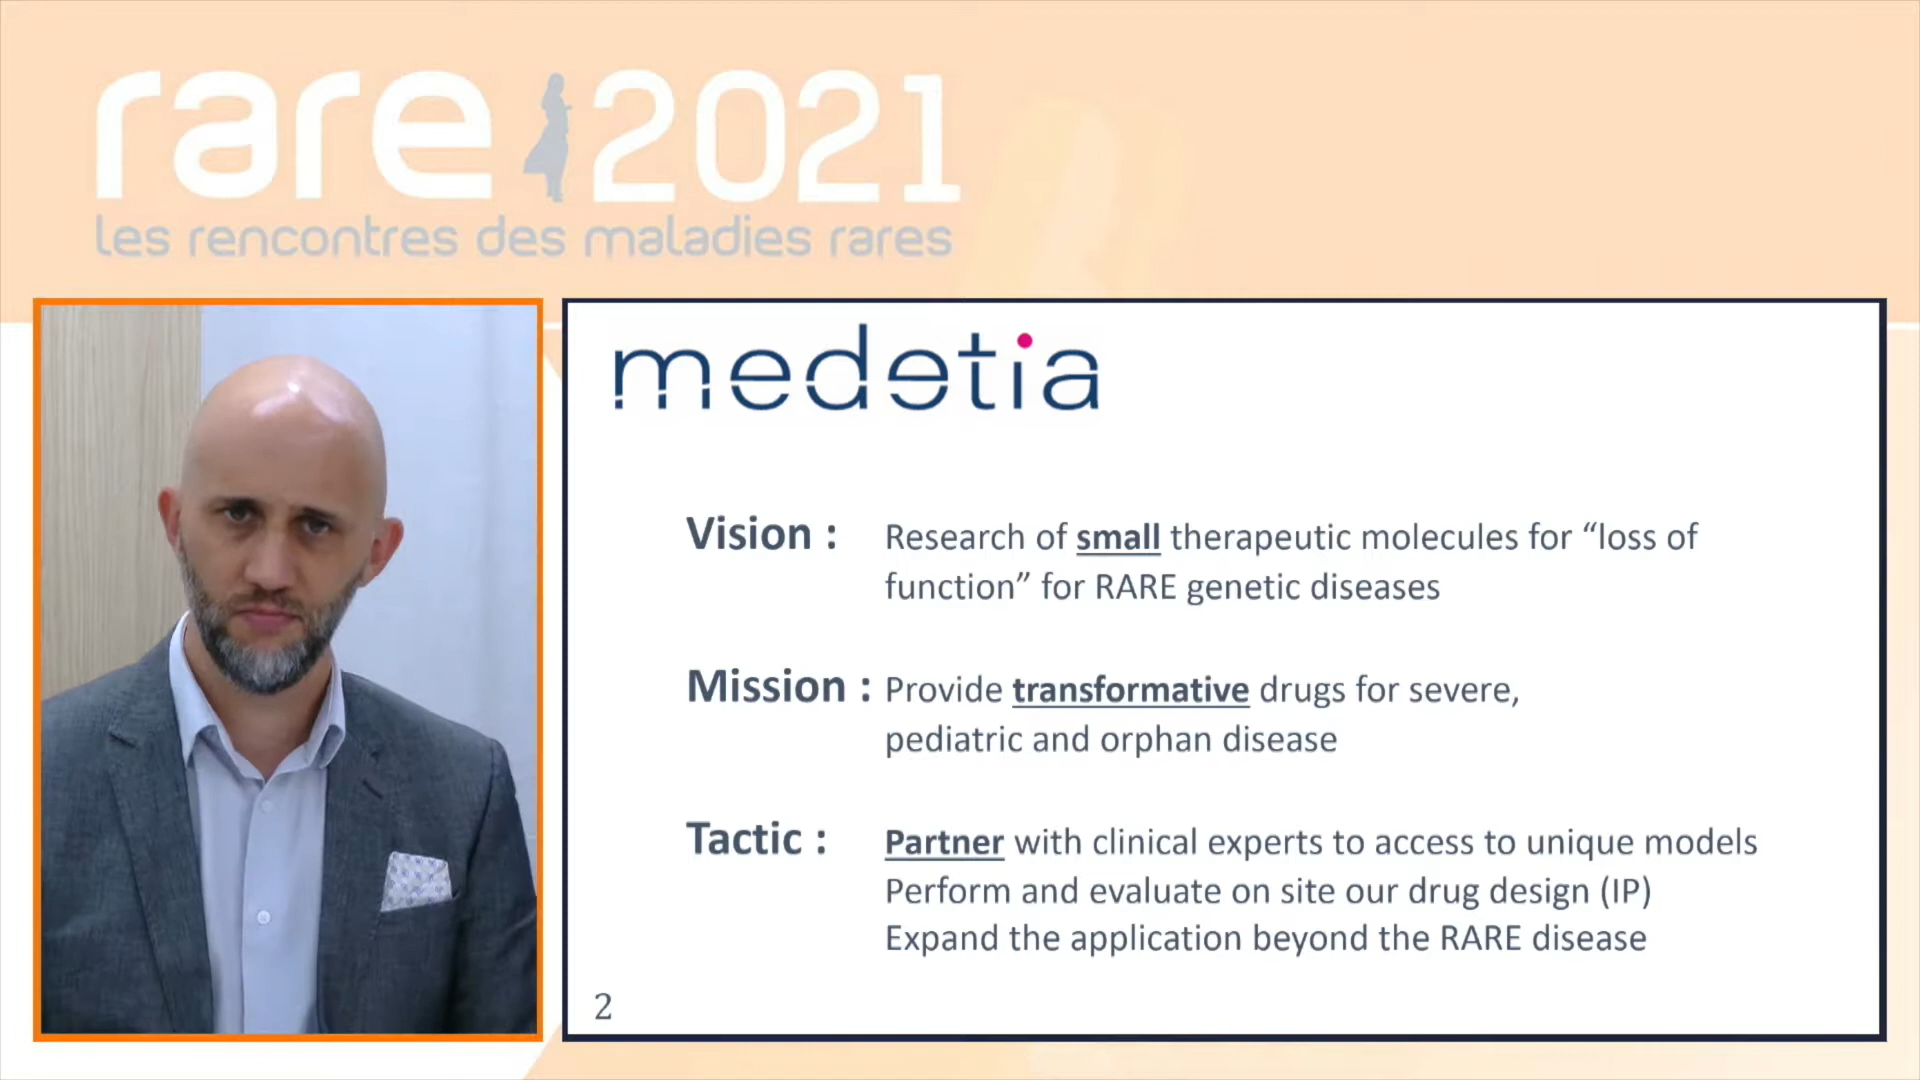 rare 2021
les rencontres des maladies rares
medetia
Vision : Research of small therapeutic molecules for “loss of
function” for RARE genetic diseases
Mission : Provide transformative drugs for severe,
pediatric and orphan disease
Tactic : Partner with clinical experts to access to unique models
Perform and evaluate on site our drug design (IP)
Expand the application beyond the RARE disease
2